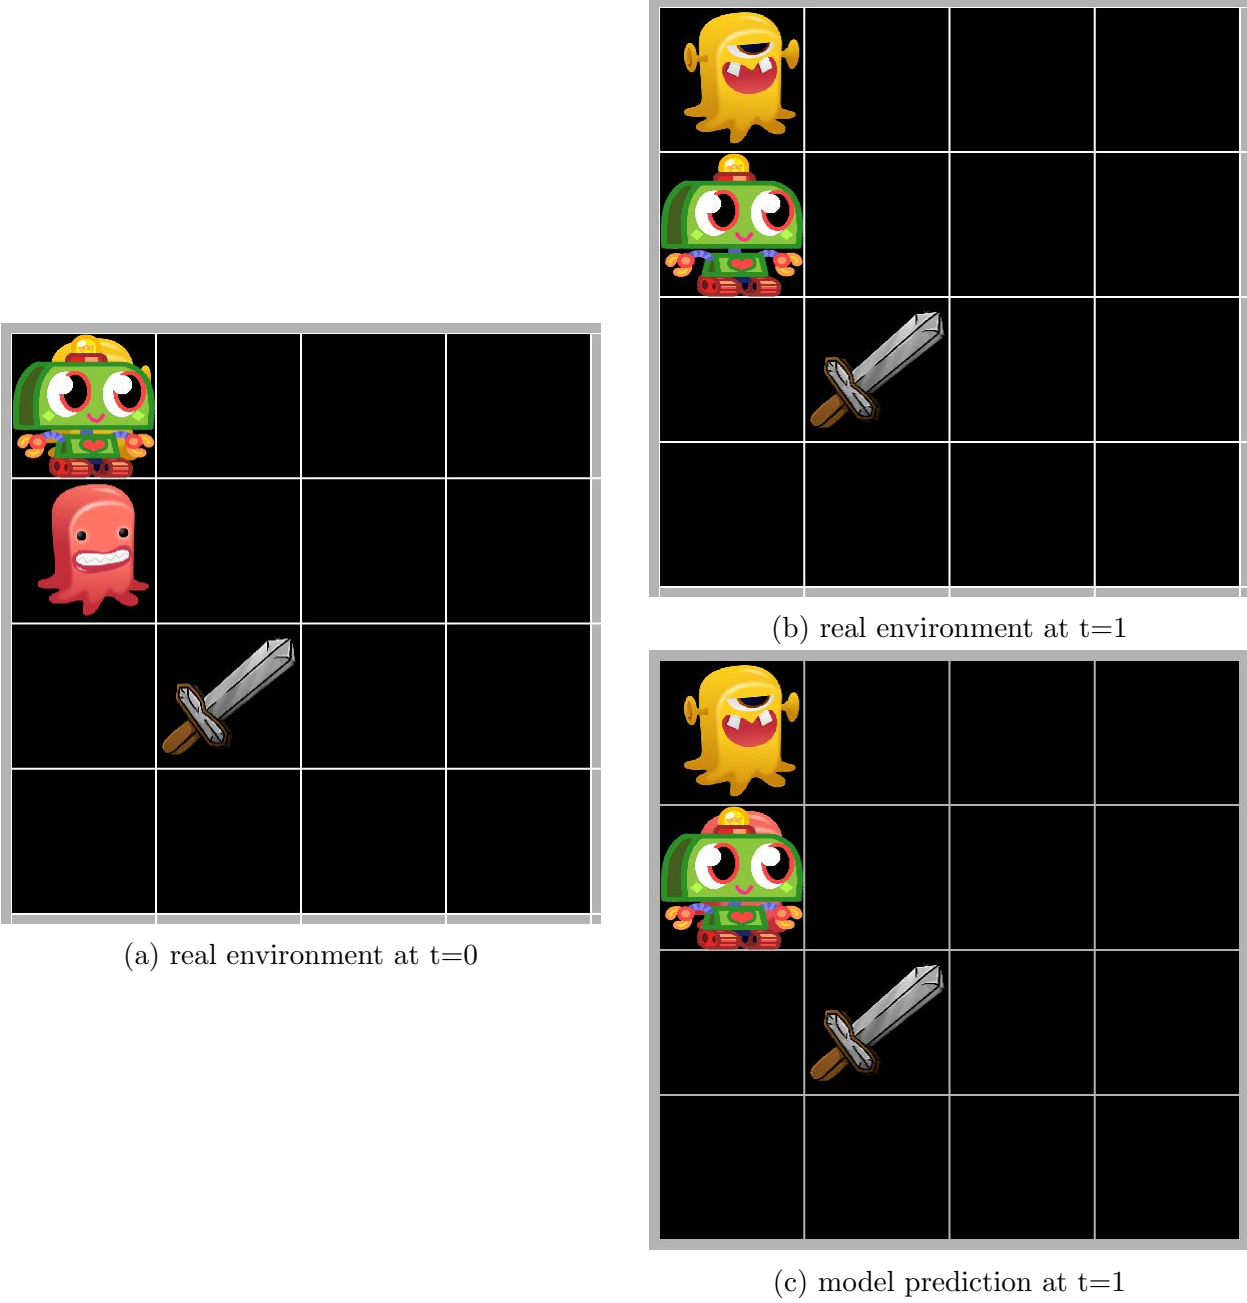 (b) real environment at t=1
(a) real environment at t=0
(c) model prediction at t=1